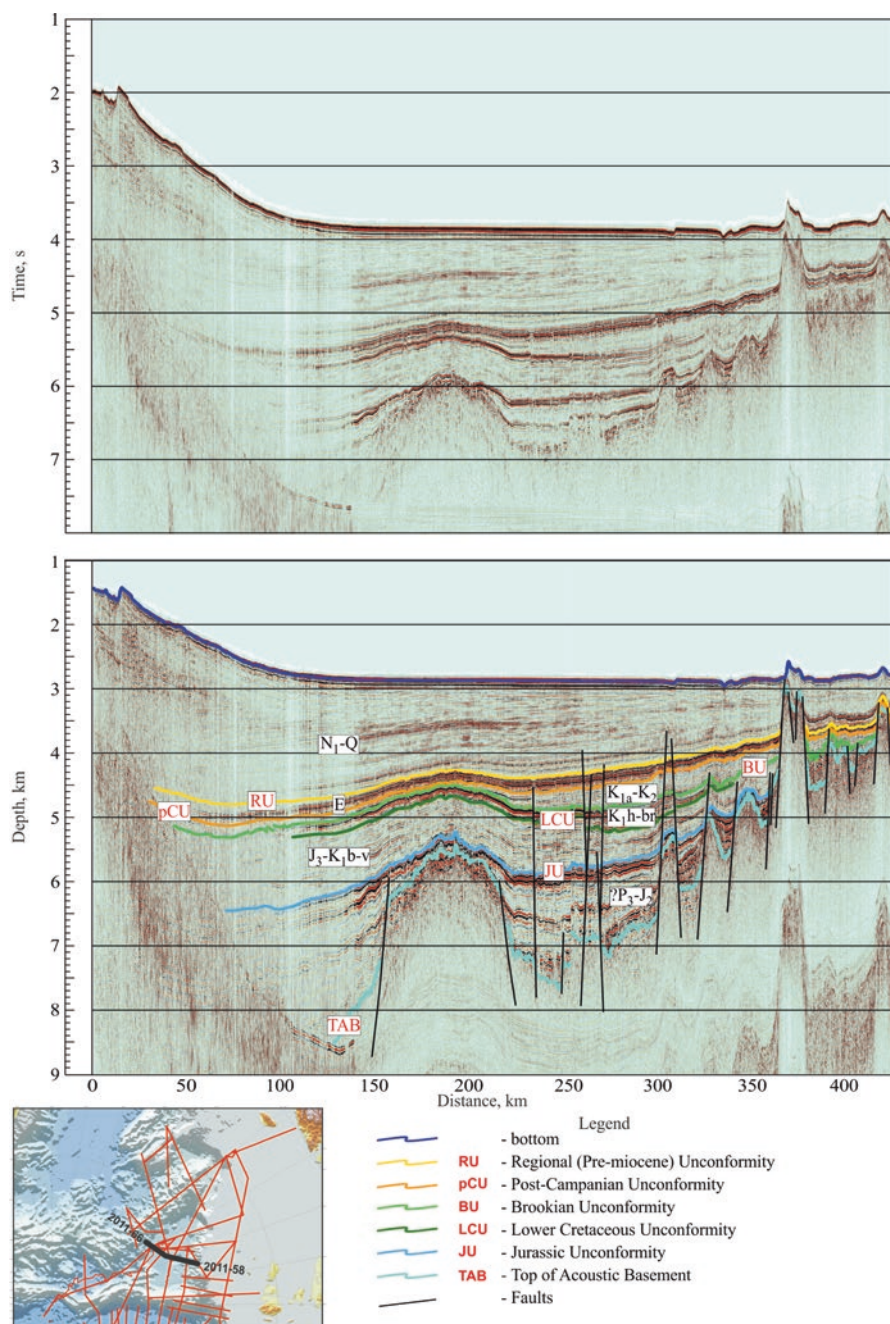 1
2
3
4
5
6
7
Time, s
1
2
3
4
5
6
7
8
9
Depth, km
N1-Q
RU
pCU
E
LCU
K1a-K2
K1h-br
BU
J3-K1b-v
JU
?P3-J2
TAB
0 50 100 150 200 250 300 350 400
Distance, km
2011-58
Legend
- bottom
RU - Regional (Pre-miocene) Unconformity
pCU - Post-Campanian Unconformity
BU - Brookian Unconformity
LCU - Lower Cretaceous Unconformity
JU - Jurassic Unconformity
TAB - Top of Acoustic Basement
- Faults